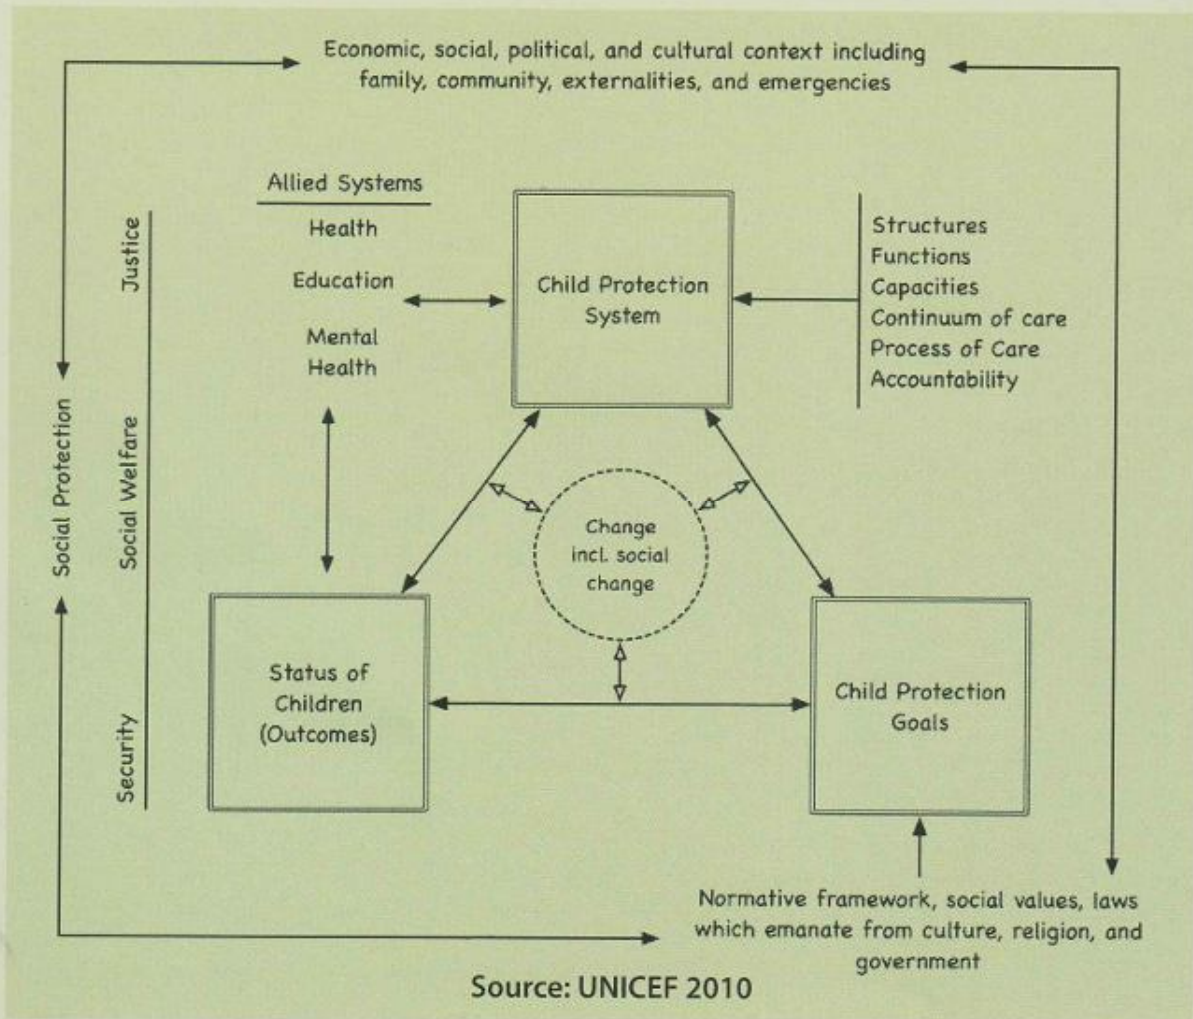 Economic, social, political, and cultural context including
family, community, externalities, and emergencies
Allied Systems
Health
Education
Mental
Health
Justice
Social Welfare
Security
Social Protection
Child Protection
System
Structures
Functions
Capacities
Continuum of care
Process of Care
Accountability
Change
incl. social
change
Status of
Children
(Outcomes)
Child Protection
Goals
Normative framework, social values, laws
which emanate from culture, religion, and
government
Source: UNICEF 2010